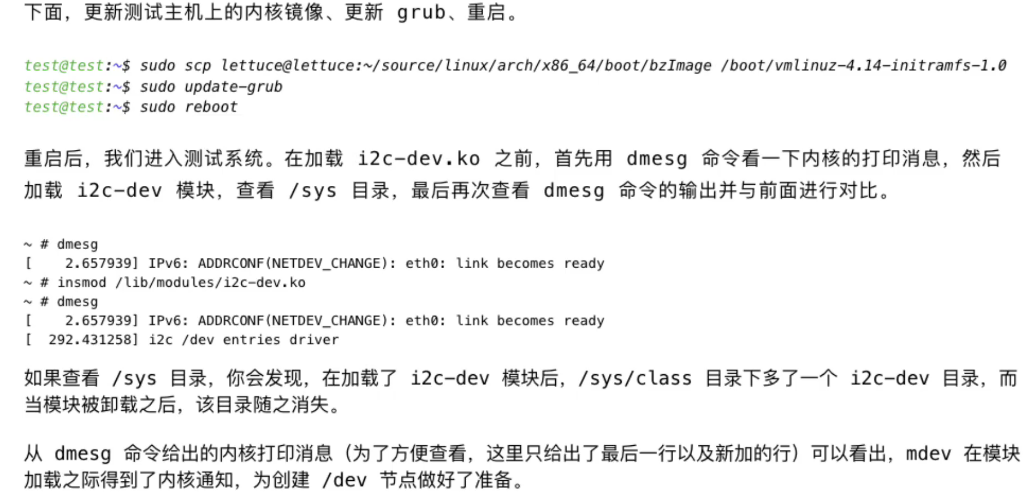 下面，更新测试主机上的内核镜像、更新 grub、重启。
test@test:~$ sudo scp lettuce@lettuce:~/source/linux/arch/x86_64/boot/bzImage /boot/vmlinuz-4.14-initramfs-1.0
test@test:~$ sudo update-grub
test@test:~$ sudo reboot
重启后，我们进入测试系统。在加载 i2c-dev.ko 之前，首先用 dmesg 命令看一下内核的打印消息，然后
加载 i2c-dev 模块，查看 /sys 目录，最后再次查看 dmesg 命令的输出并与前面进行对比。
~ # dmesg
[    2.657939] IPv6: ADDRCONF(NETDEV_CHANGE): eth0: link becomes ready
~ # insmod /lib/modules/i2c-dev.ko
~ # dmesg
[    2.657939] IPv6: ADDRCONF(NETDEV_CHANGE): eth0: link becomes ready
[  292.431258] i2c /dev entries driver
如果查看 /sys 目录，你会发现，在加载了 i2c-dev 模块后，/sys/class 目录下多了一个 i2c-dev 目录，而
当模块被卸载之后，该目录随之消失。
从 dmesg 命令给出的内核打印消息（为了方便查看，这里只给出了最后一行以及新加的行）可以看出，mdev 在模块
加载之际得到了内核通知，为创建 /dev 节点做好了准备。